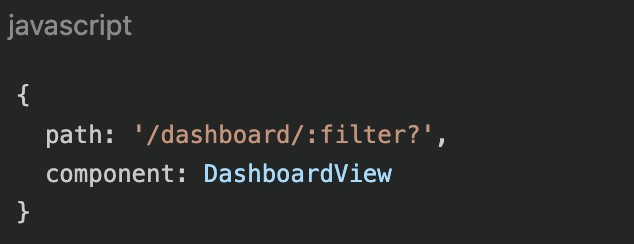 javascript
{
  path: '/dashboard/:filter?',
  component: DashboardView
}